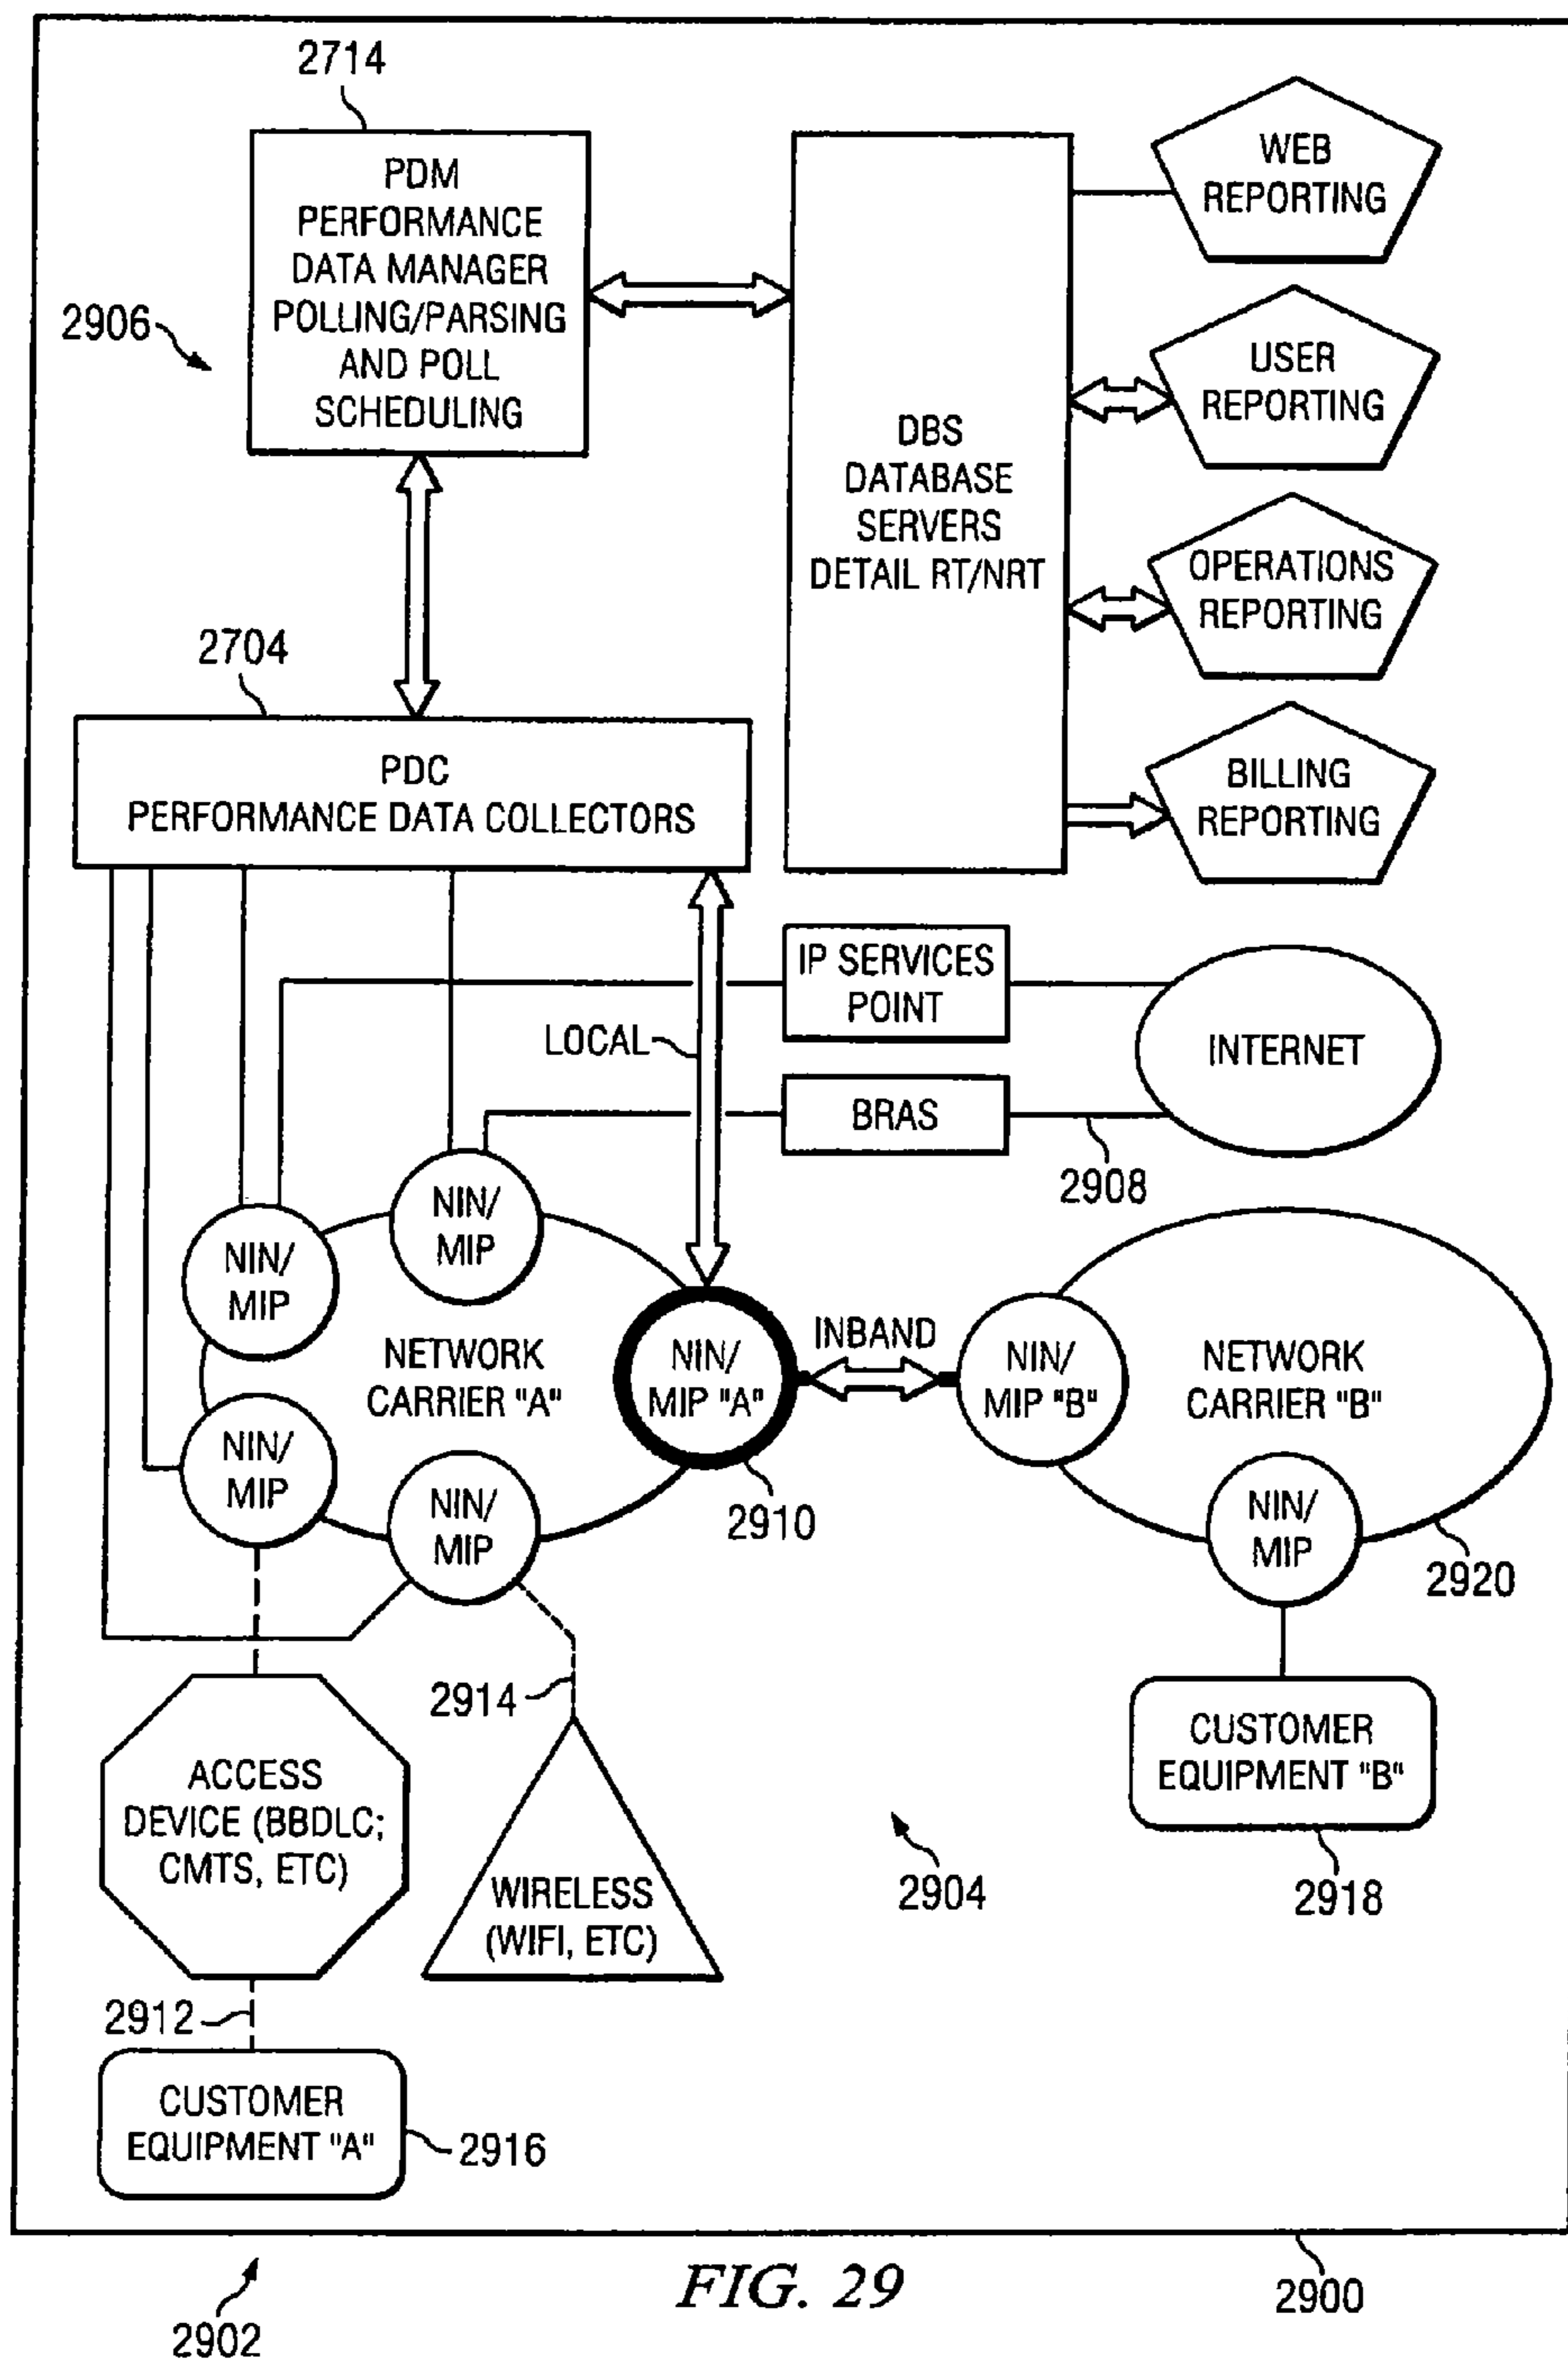 2714
PDM
PERFORMANCE
DATA MANAGER
POLLING/PARSING
AND POLL
SCHEDULING
2906
DBS
DATABASE
SERVERS
DETAIL RT/NRT
WEB
REPORTING
USER
REPORTING
OPERATIONS
REPORTING
BILLING
REPORTING
2704
PDC
PERFORMANCE DATA COLLECTORS
IP SERVICES
POINT
LOCAL
INTERNET
BRAS
2908
NIN/
MIP
NIN/
MIP
NETWORK
CARRIER "A"
NIN/
MIP "A"
INBAND
NIN/
MIP "B"
NETWORK
CARRIER "B"
NIN/
MIP
NIN/
MIP
2910
NIN/
MIP
2920
2914
ACCESS
DEVICE (BBDLC;
CMTS, ETC)
WIRELESS
(WIFI, ETC)
2904
CUSTOMER
EQUIPMENT "B"
2918
2912
CUSTOMER
EQUIPMENT "A"
2916
FIG. 29
2900
2902